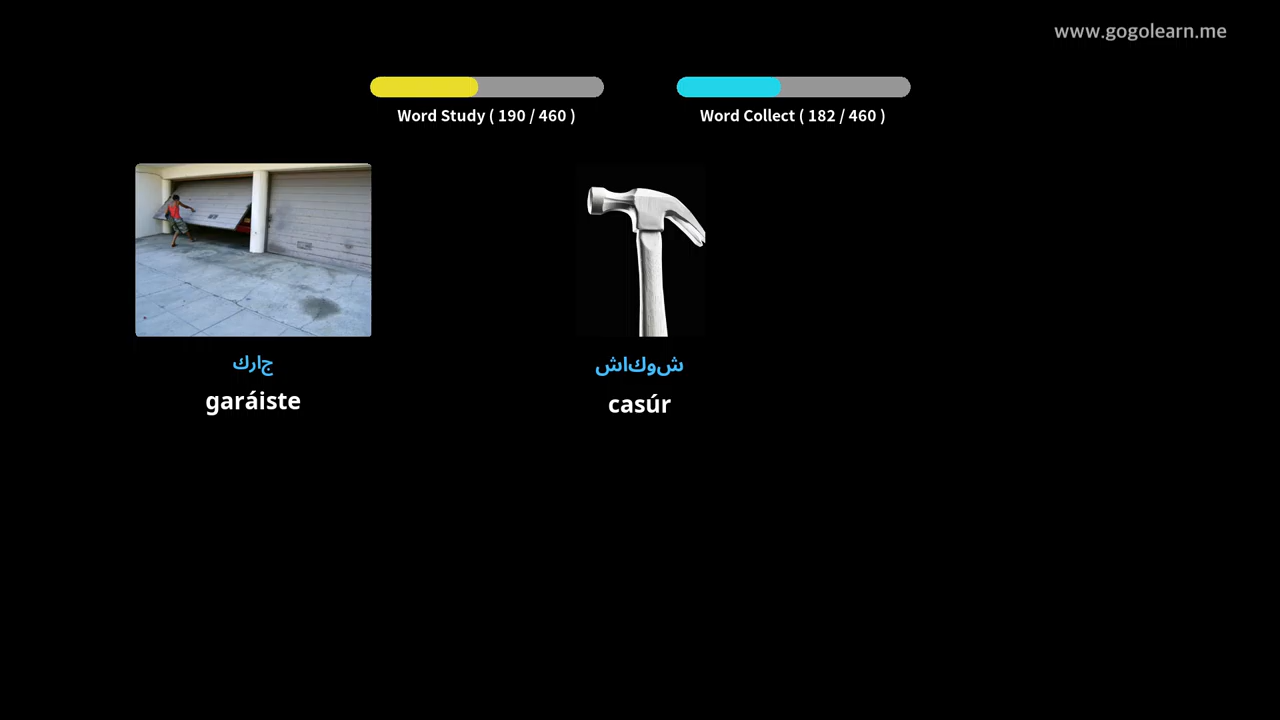 www.gogolearn.me
Word Study ( 190 / 460 )
Word Collect ( 182 / 460 )
جارك
garáiste
شوكاش
casúr